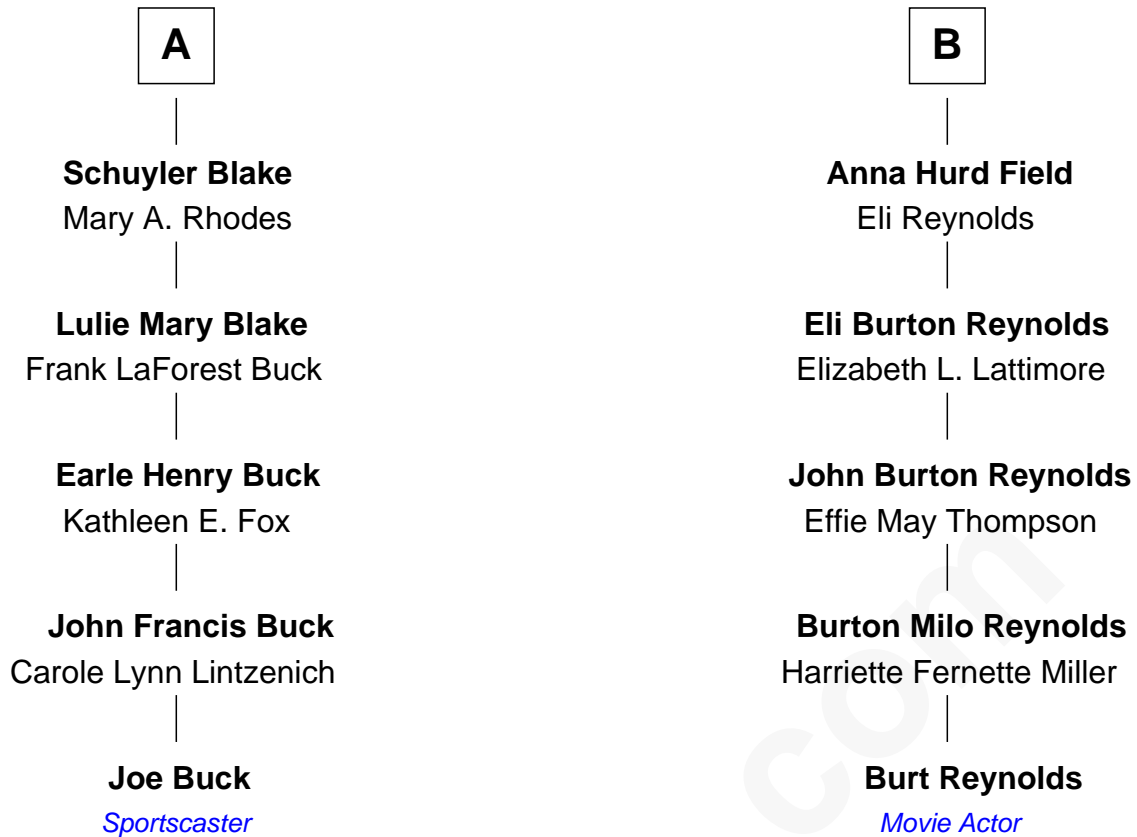 A
Schuyler Blake
Mary A. Rhodes
Lulie Mary Blake
Frank LaForest Buck
Earle Henry Buck
Kathleen E. Fox
John Francis Buck
Carole Lynn Lintzenich
Joe Buck
Sportscaster
B
Anna Hurd Field
Eli Reynolds
Eli Burton Reynolds
Elizabeth L. Lattimore
John Burton Reynolds
Effie May Thompson
Burton Milo Reynolds
Harriette Fernette Miller
Burt Reynolds
Movie Actor
com